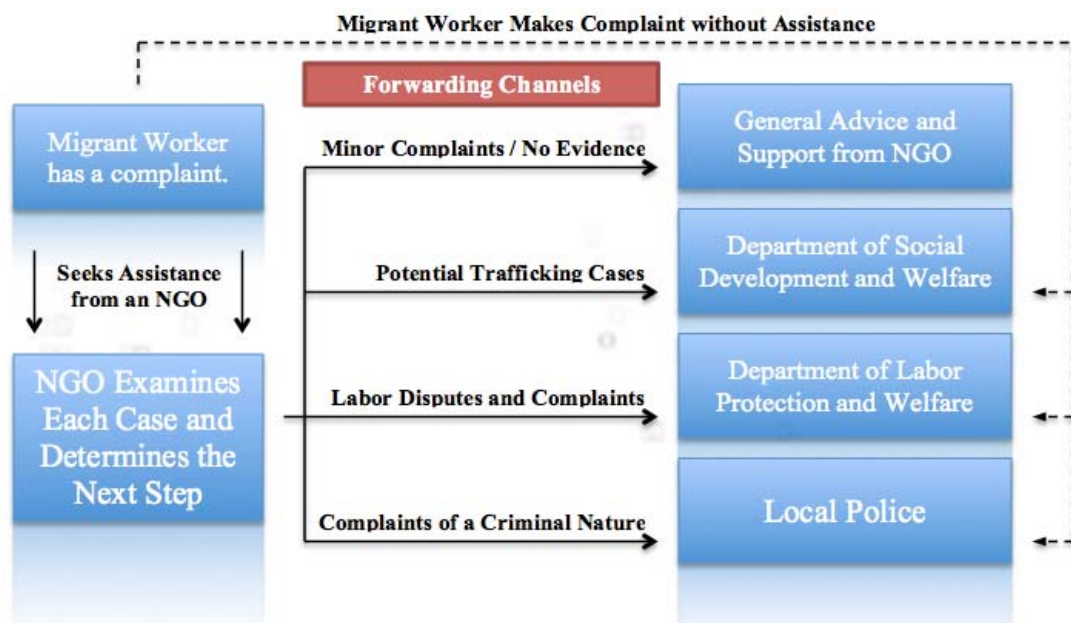 Migrant Worker Makes Complaint without Assistance
Forwarding Channels
Migrant Worker
has a complaint.
Seeks Assistance
from an NGO
NGO Examines
Each Case and
Determines the
Next Step
Minor Complaints / No Evidence
General Advice and
Support from NGO
Potential Trafficking Cases
Department of Social
Development and Welfare
Labor Disputes and Complaints
Department of Labor
Protection and Welfare
Complaints of a Criminal Nature
Local Police